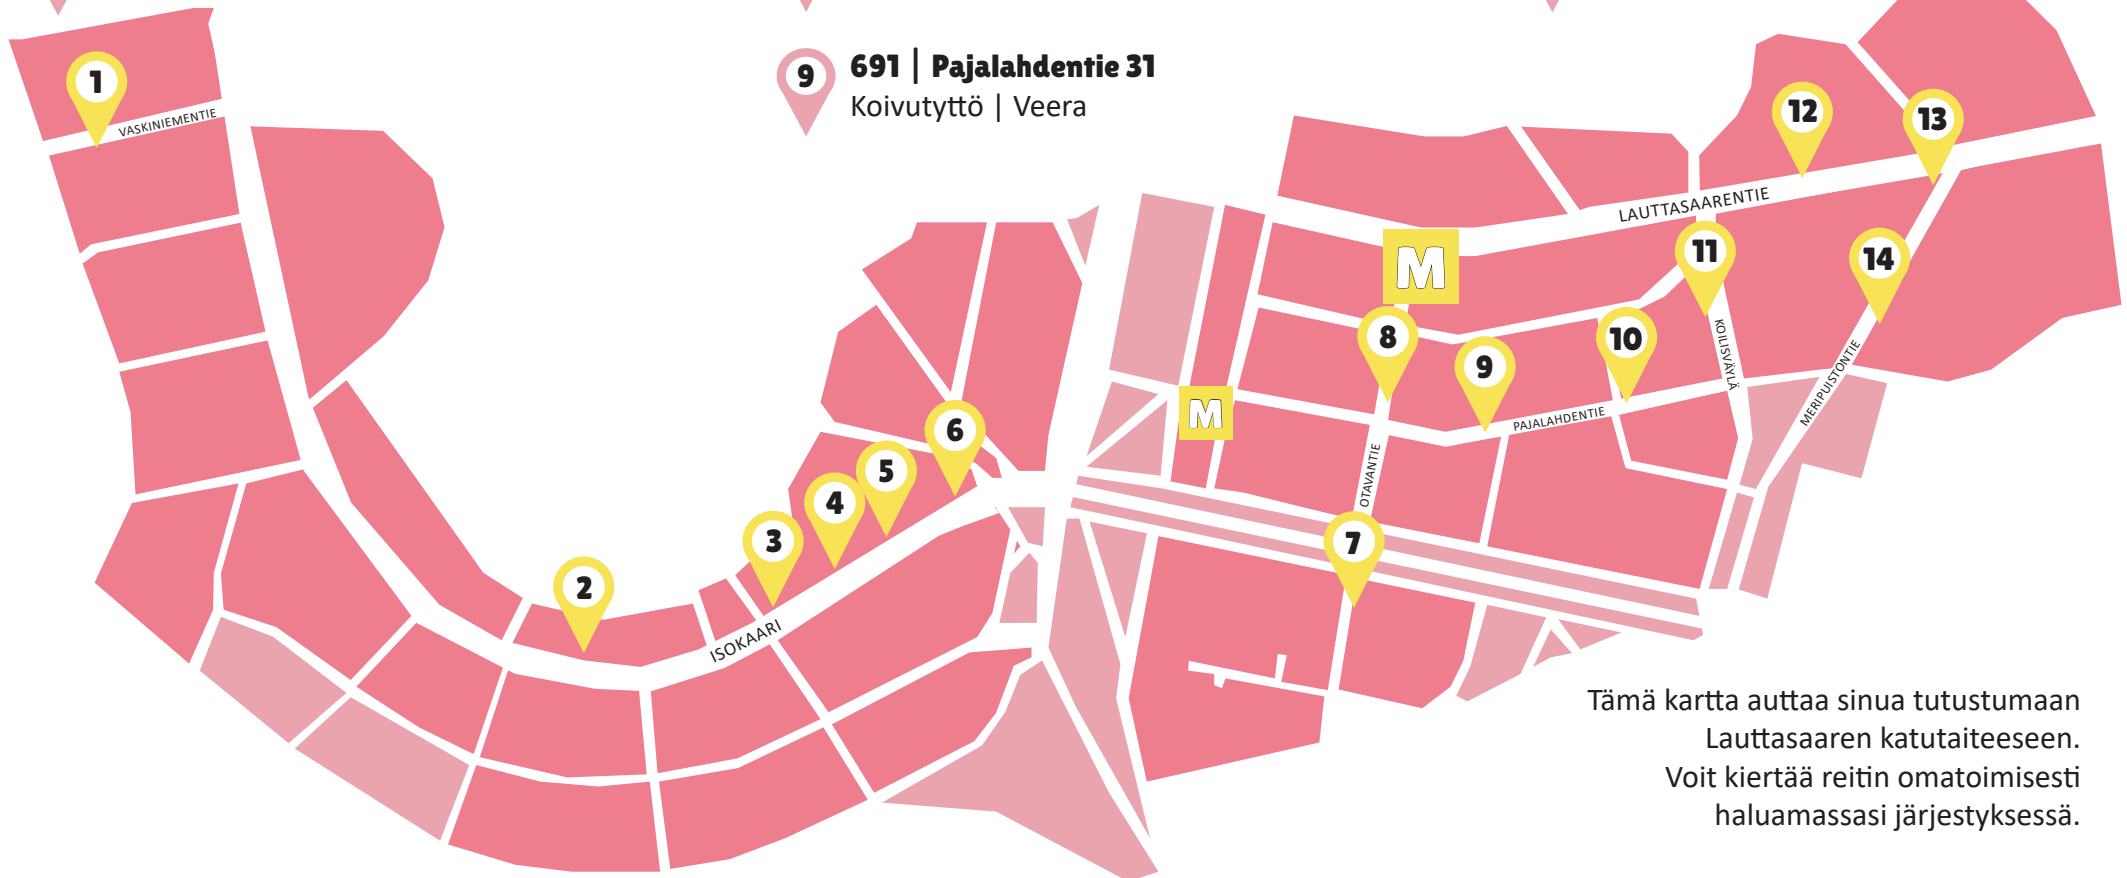 9
691 | Pajalahdentie 31
Koivutyttö | Veera
1
VASKINIEMENTIE
12
13
LAUTTASAARENTIE
11
14
M
8
10
9
KOILISVÄYLÄ
MERIPUISTONTIE
M
PAJALAHDENTIE
6
5
OTAVANTIE
4
3
7
2
ISOKAARI
Tämä kartta auttaa sinua tutustumaan
Lauttasaaren katutaiteeseen.
Voit kiertää reitin omatoimisesti
haluamassasi järjestyksessä.